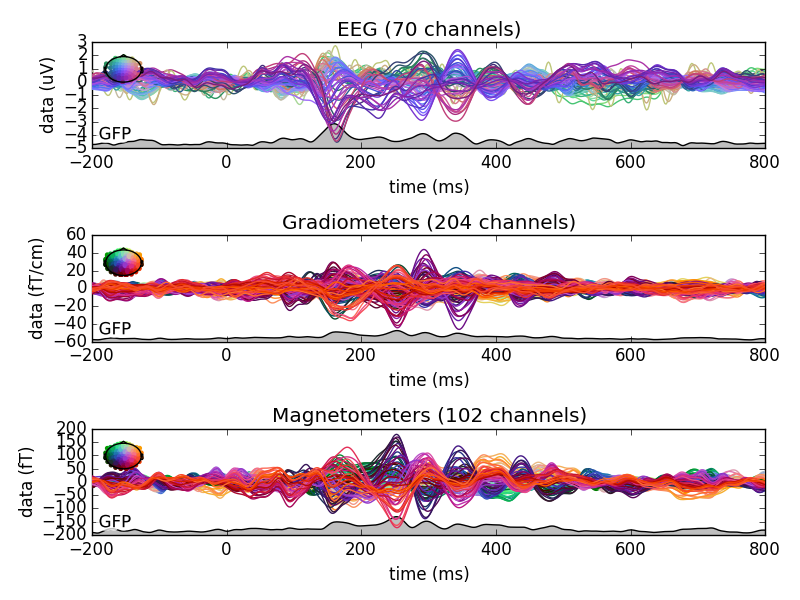 EEG (70 channels)
data (uV)
3
2
1
0
−1
−2
−3
−4
−5
GFP
−200 0 200 400 600 800
time (ms)
Gradiometers (204 channels)
data (fT/cm)
60
40
20
0
−20
−40
−60
GFP
−200 0 200 400 600 800
time (ms)
Magnetometers (102 channels)
data (fT)
200
150
100
50
0
−50
−100
−150
−200
GFP
−200 0 200 400 600 800
time (ms)